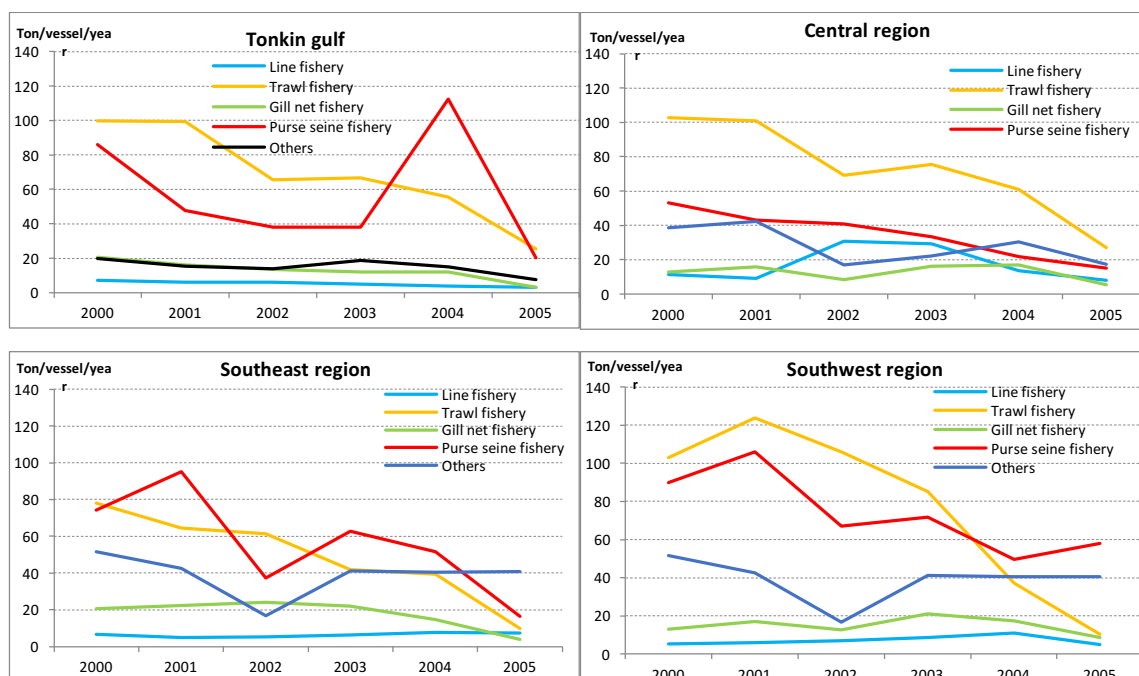 Ton/vessel/yea
r
Tonkin gulf
140
120
100
80
60
40
20
0
Line fishery
Trawl fishery
Gill net fishery
Purse seine fishery
Others
2000 2001 2002 2003 2004 2005
Ton/vessel/yea
r
Central region
140
120
100
80
60
40
20
0
Line fishery
Trawl fishery
Gill net fishery
Purse seine fishery
2000 2001 2002 2003 2004 2005
Ton/vessel/yea
r
Southeast region
140
120
100
80
60
40
20
0
Line fishery
Trawl fishery
Gill net fishery
Purse seine fishery
Others
2000 2001 2002 2003 2004 2005
Ton/vessel/yea
r
Southwest region
140
120
100
80
60
40
20
0
Line fishery
Trawl fishery
Gill net fishery
Purse seine fishery
Others
2000 2001 2002 2003 2004 2005